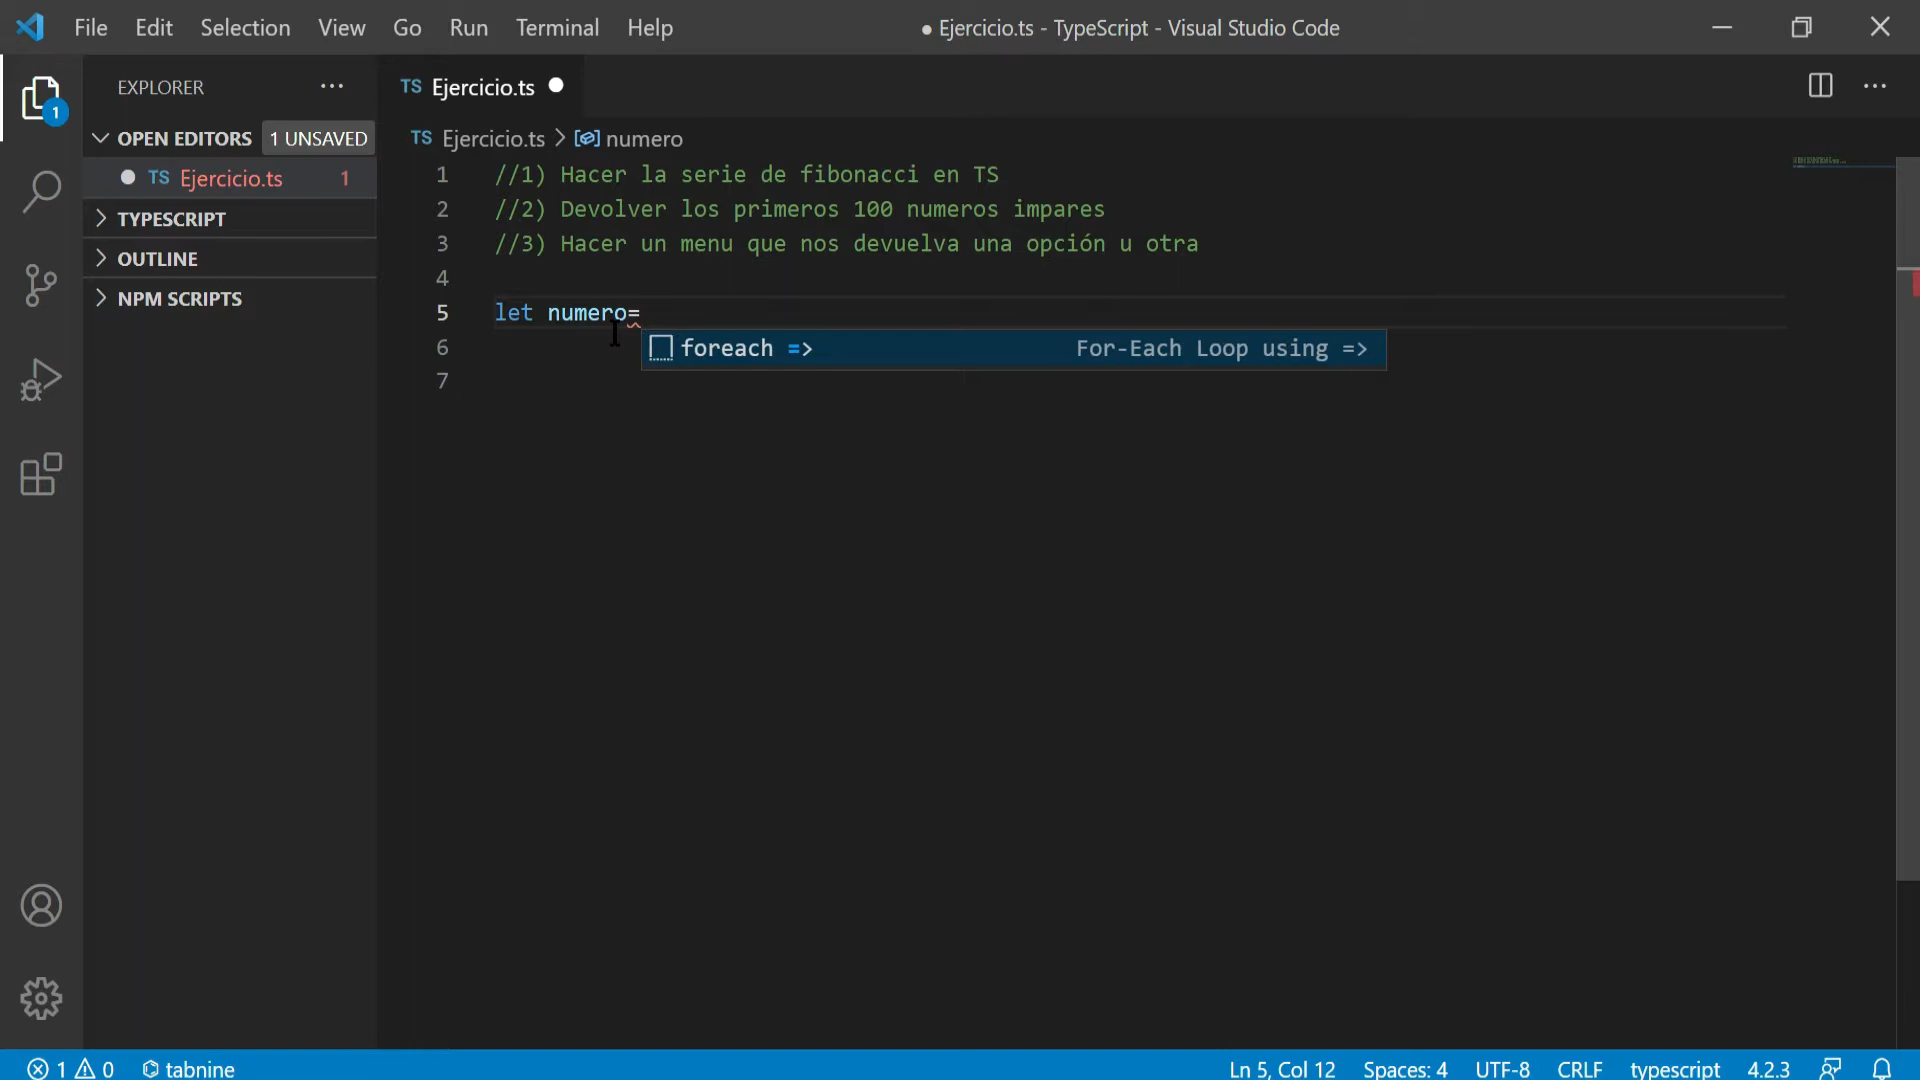 File Edit Selection View Go Run Terminal Help
● Ejercicio.ts - TypeScript - Visual Studio Code
EXPLORER
OPEN EDITORS 1 UNSAVED
TS Ejercicio.ts 1
TYPESCRIPT
OUTLINE
NPM SCRIPTS
1
TS Ejercicio.ts
TS Ejercicio.ts > numero
1 //1) Hacer la serie de fibonacci en TS
2 //2) Devolver los primeros 100 numeros impares
3 //3) Hacer un menu que nos devuelva una opción u otra
4
5 let numero=
6
foreach => For-Each Loop using =>
7
1 0 tabnine
Ln 5, Col 12 Spaces: 4 UTF-8 CRLF typescript 4.2.3